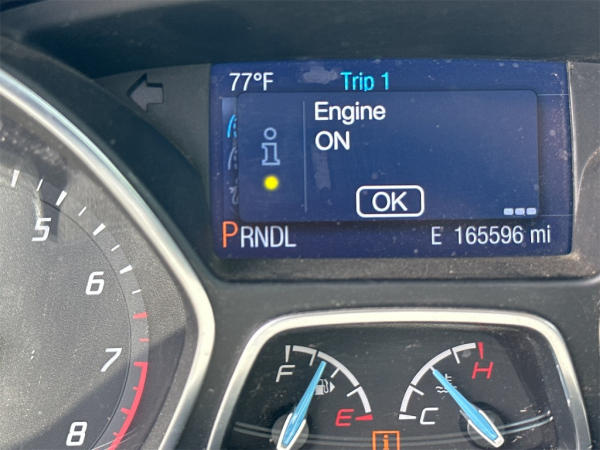 77°F Trip 1
Engine
ON
OK
PRNDL E 165596 mi
5
6
7
8
F E
C H